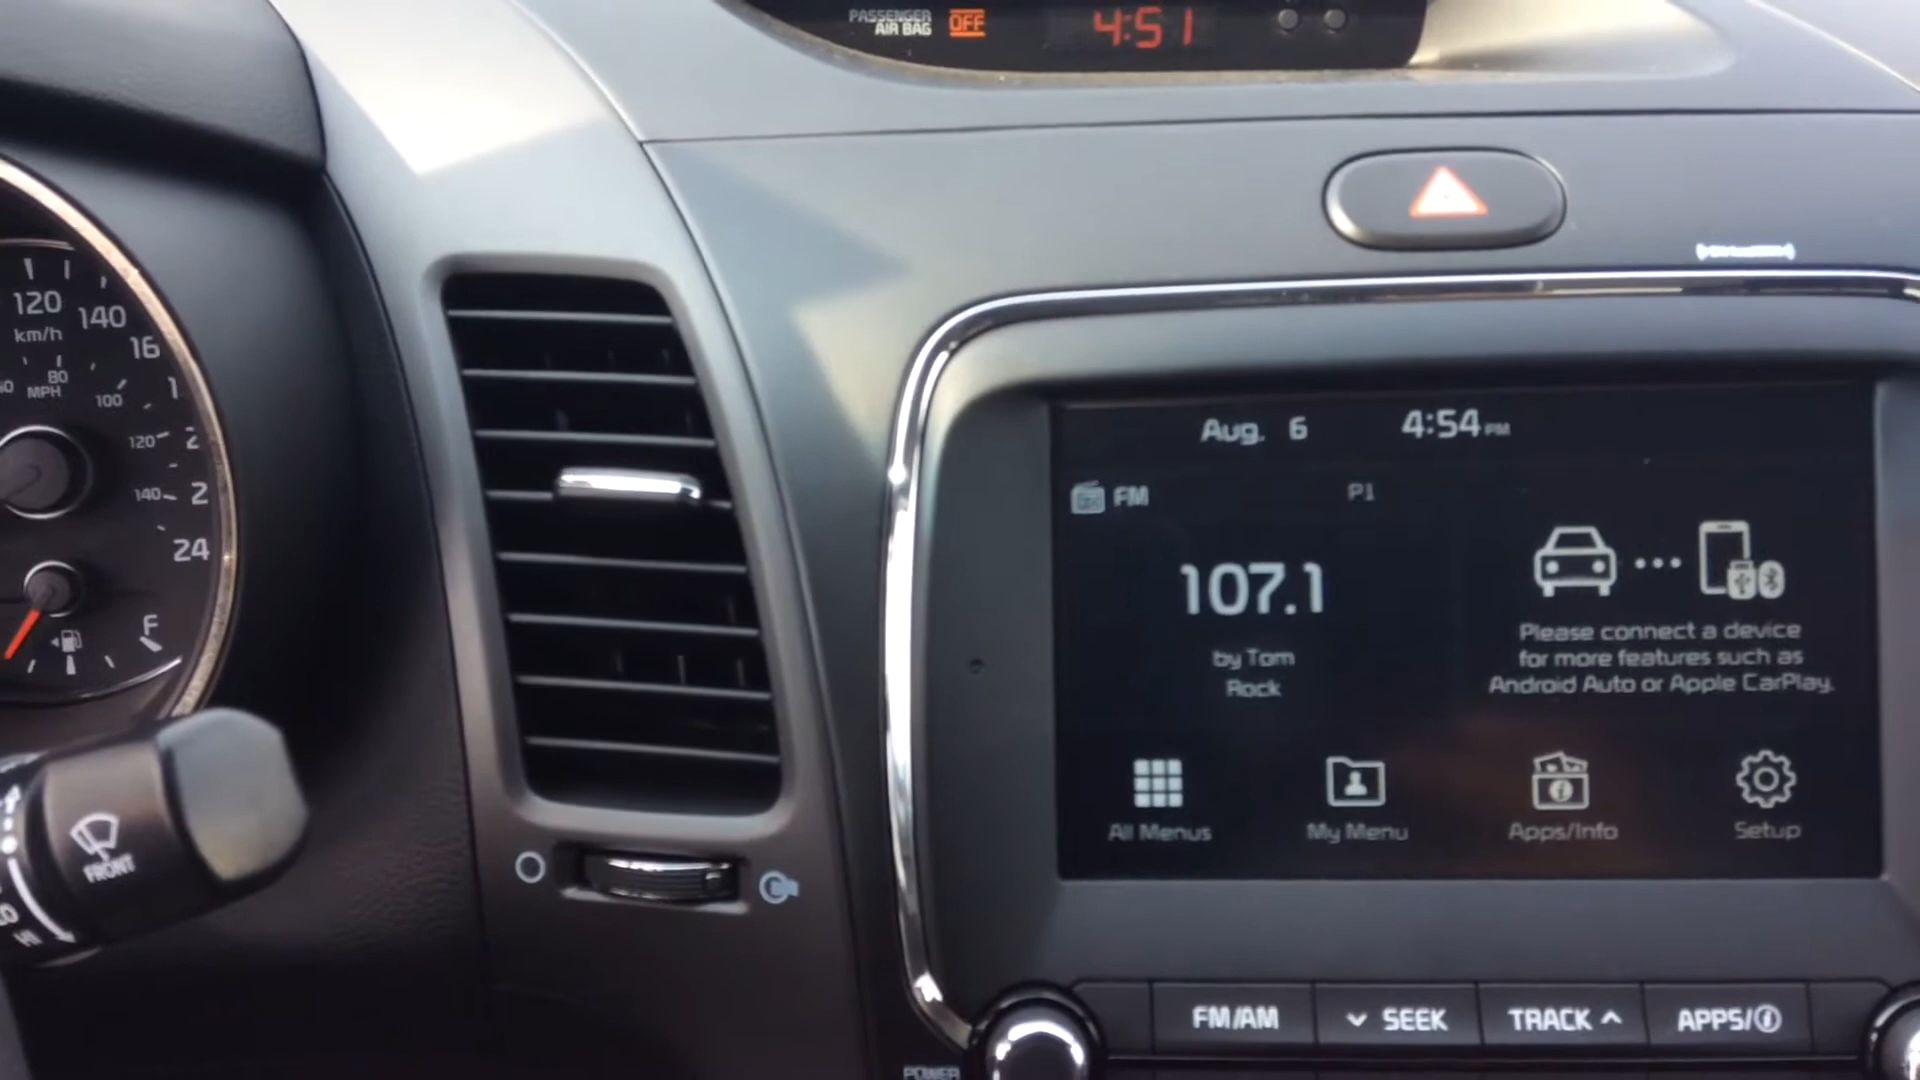 PASSENGER
AIR BAG OFF
4:51
120
140
km/h
16
80
MPH
100
120
140
2
24
F
FRONT
HI
Aug. 6 4:54 PM
FM P1
107.1
by Tom
Rock
Please connect a device
for more features such as
Android Auto or Apple CarPlay.
All Menus My Menu Apps/Info Setup
FM/AM SEEK TRACK APPS/i
POWER